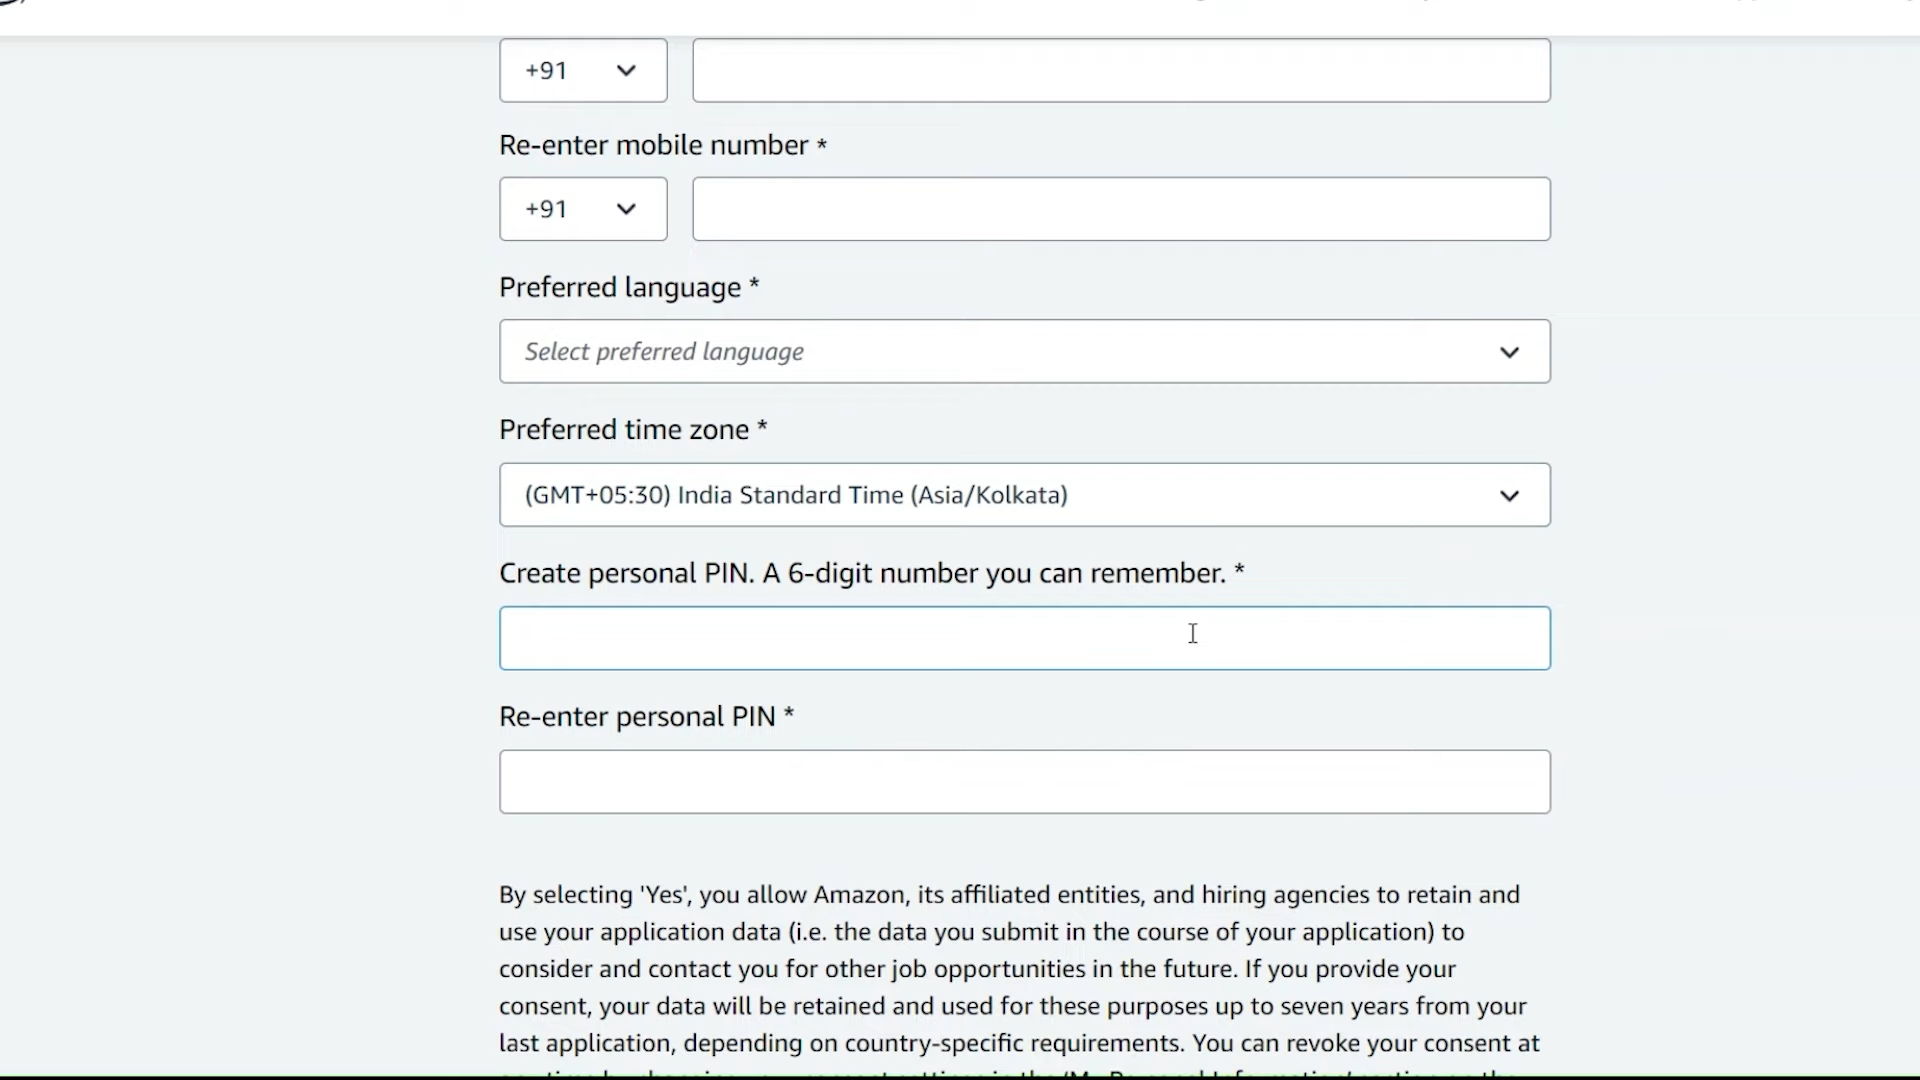 +91
Re-enter mobile number *
+91
Preferred language *
Select preferred language
Preferred time zone *
(GMT+05:30) India Standard Time (Asia/Kolkata)
Create personal PIN. A 6-digit number you can remember. *
Re-enter personal PIN *
By selecting 'Yes', you allow Amazon, its affiliated entities, and hiring agencies to retain and
use your application data (i.e. the data you submit in the course of your application) to
consider and contact you for other job opportunities in the future. If you provide your
consent, your data will be retained and used for these purposes up to seven years from your
last application, depending on country-specific requirements. You can revoke your consent at